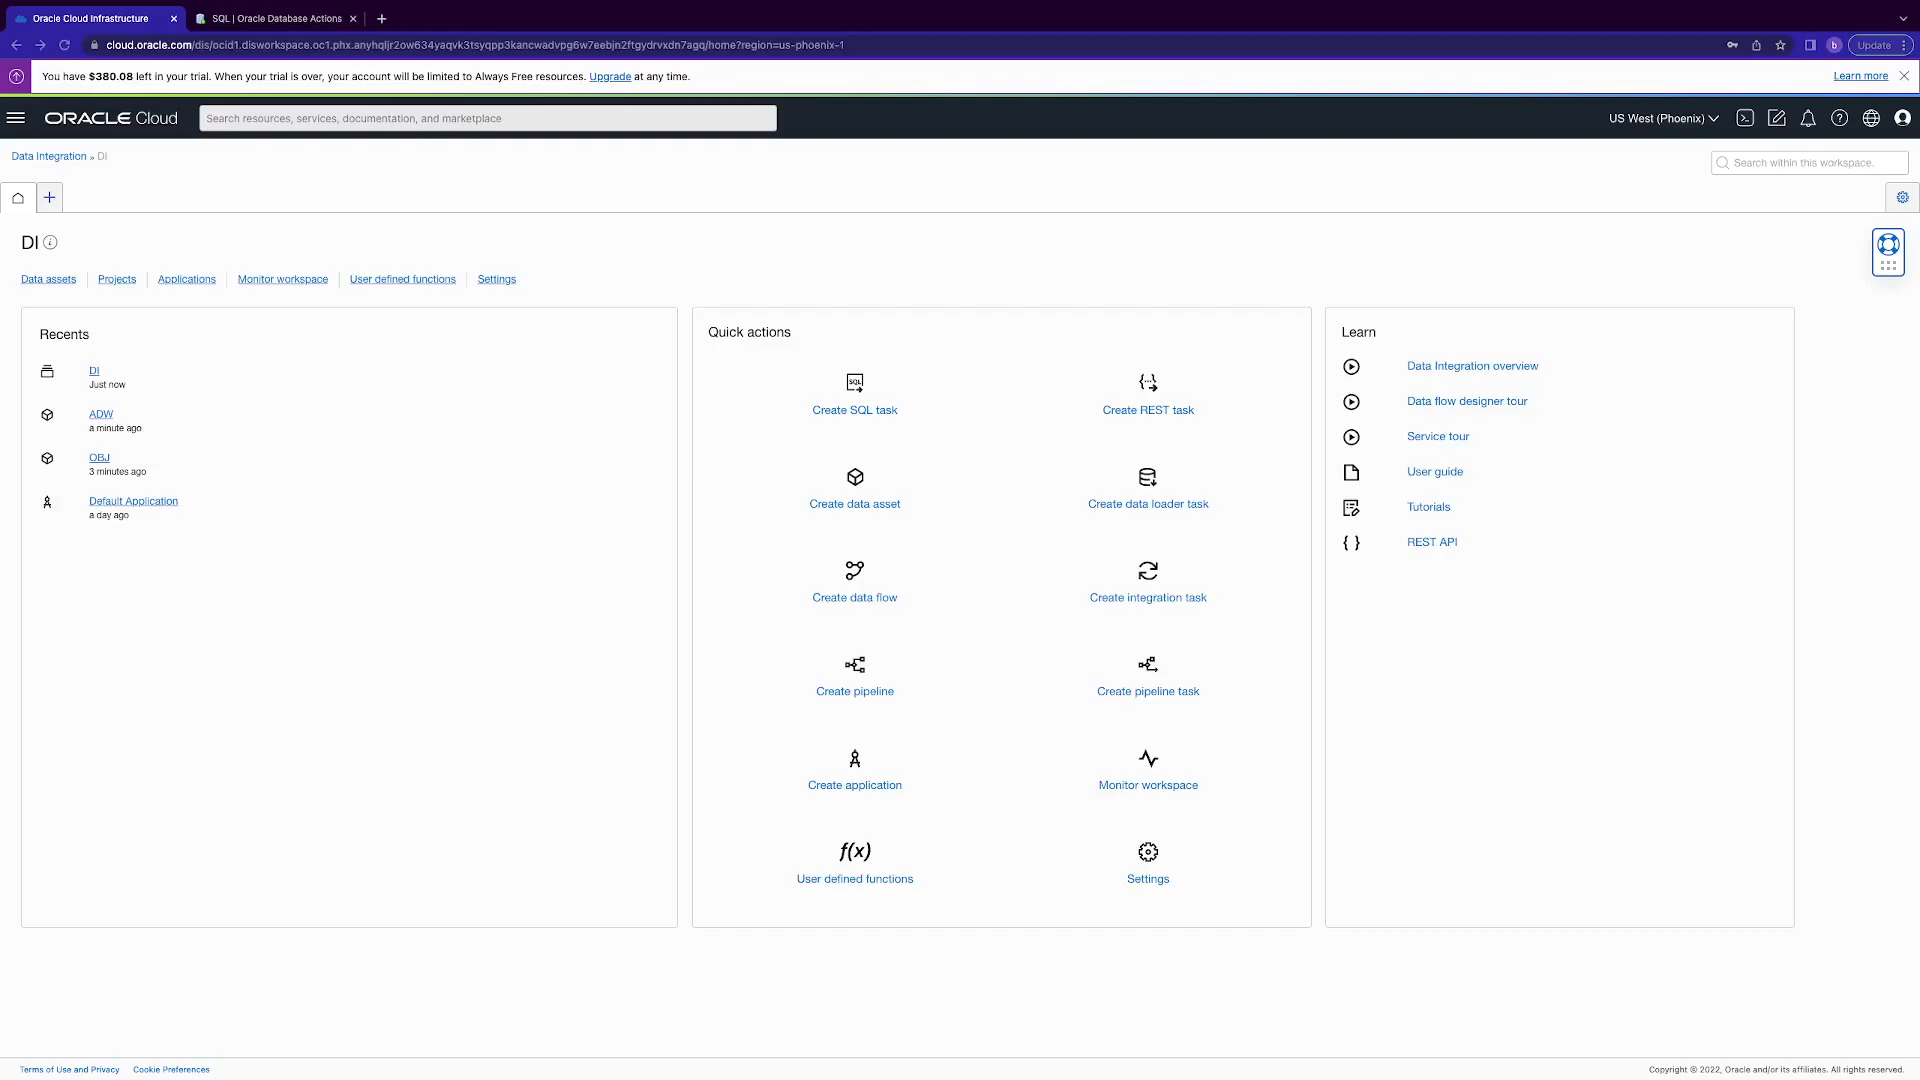 Oracle Cloud Infrastructure
SQL | Oracle Database Actions
cloud.oracle.com/dis/ocid1.disworkspace.oc1.phx.anyhqljr2ow634yaqvk3tsyqpp3kancwadvpg6w7eebjn2ftgydrvxdn7agq/home?region=us-phoenix-1
b
Update
You have $380.08 left in your trial. When your trial is over, your account will be limited to Always Free resources. Upgrade at any time.
Learn more
ORACLE Cloud
Search resources, services, documentation, and marketplace
US West (Phoenix)
Data Integration » DI
Search within this workspace.
DI
Data assets
Projects
Applications
Monitor workspace
User defined functions
Settings
Recents
DI
Just now
ADW
a minute ago
OBJ
3 minutes ago
Default Application
a day ago
Quick actions
SQL
Create SQL task
Create REST task
Create data asset
Create data loader task
Create data flow
Create integration task
Create pipeline
Create pipeline task
Create application
Monitor workspace
f(x)
User defined functions
Settings
Learn
Data Integration overview
Data flow designer tour
Service tour
User guide
Tutorials
REST API
Terms of Use and Privacy
Cookie Preferences
Copyright © 2022, Oracle and/or its affiliates. All rights reserved.